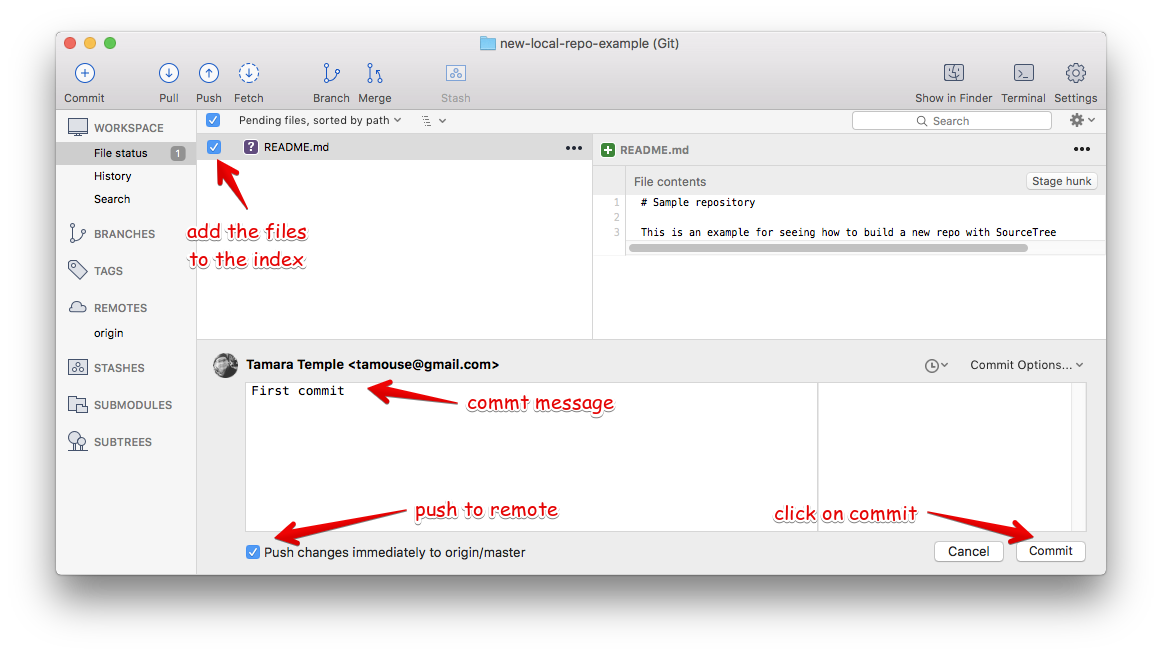 new-local-repo-example (Git)
Commit Pull Push Fetch Branch Merge Stash Show in Finder Terminal Settings
WORKSPACE
File status 1
History
Search
BRANCHES
TAGS
REMOTES
origin
STASHES
SUBMODULES
SUBTREES
Pending files, sorted by path
Search
? README.md •••
add the files
to the index
README.md •••
File contents Stage hunk
1 # Sample repository
2
3 This is an example for seeing how to build a new repo with SourceTree
Tamara Temple <tamouse@gmail.com> Commit Options...
First commit
commt message
push to remote
click on commit
Push changes immediately to origin/master Cancel Commit